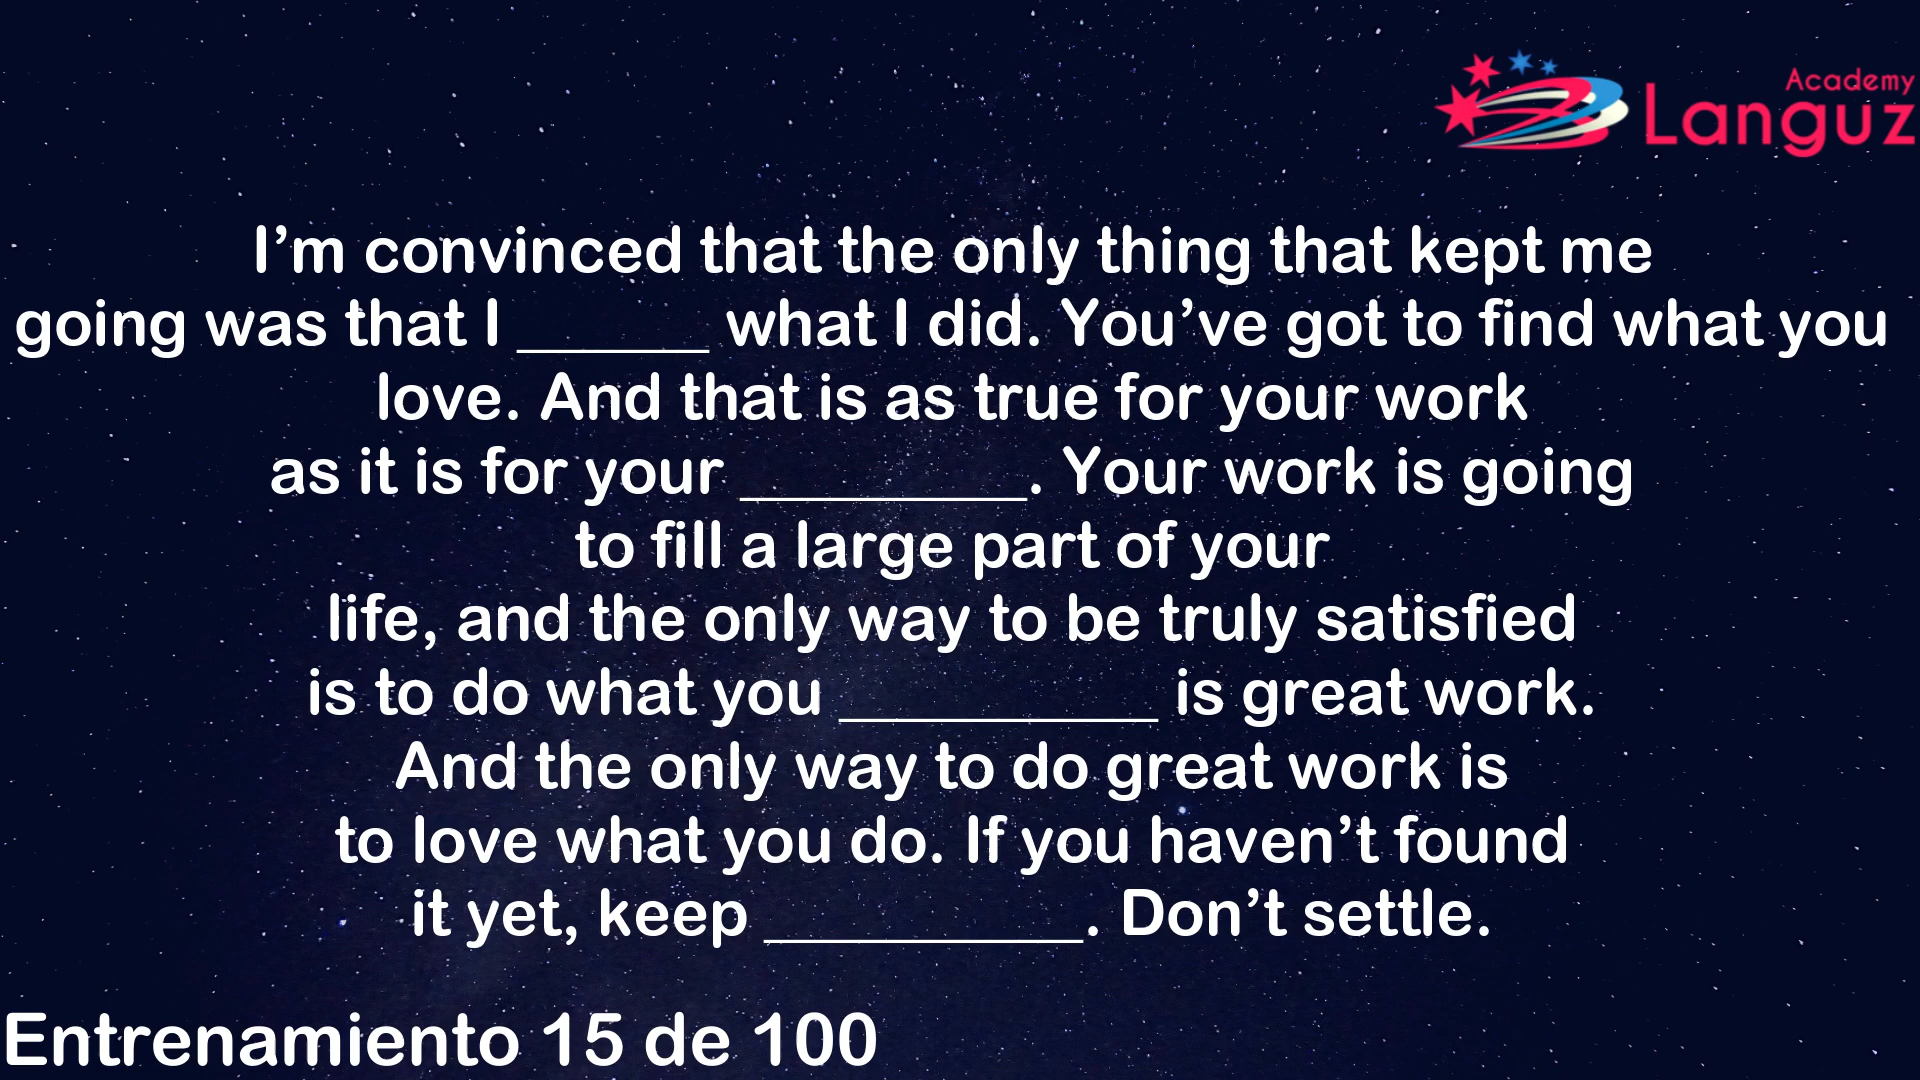 Academy
Languz
I’m convinced that the only thing that kept me
going was that I ______ what I did. You’ve got to find what you
love. And that is as true for your work
as it is for your _________. Your work is going
to fill a large part of your
life, and the only way to be truly satisfied
is to do what you __________ is great work.
And the only way to do great work is
to love what you do. If you haven’t found
it yet, keep __________. Don’t settle.
Entrenamiento 15 de 100